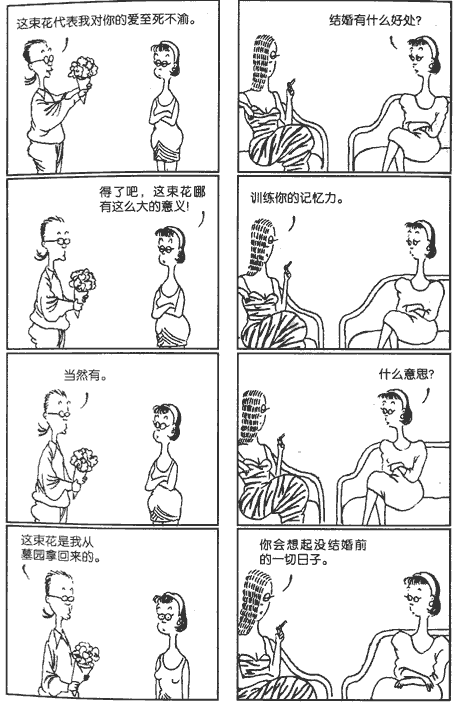 这束花代表我对你的爱至死不渝。
得了吧，这束花哪
有这么大的意义!
当然有。
这束花是我从
墓园拿回来的。
结婚有什么好处?
训练你的记忆力。
什么意思?
你会想起没结婚前
的一切日子。